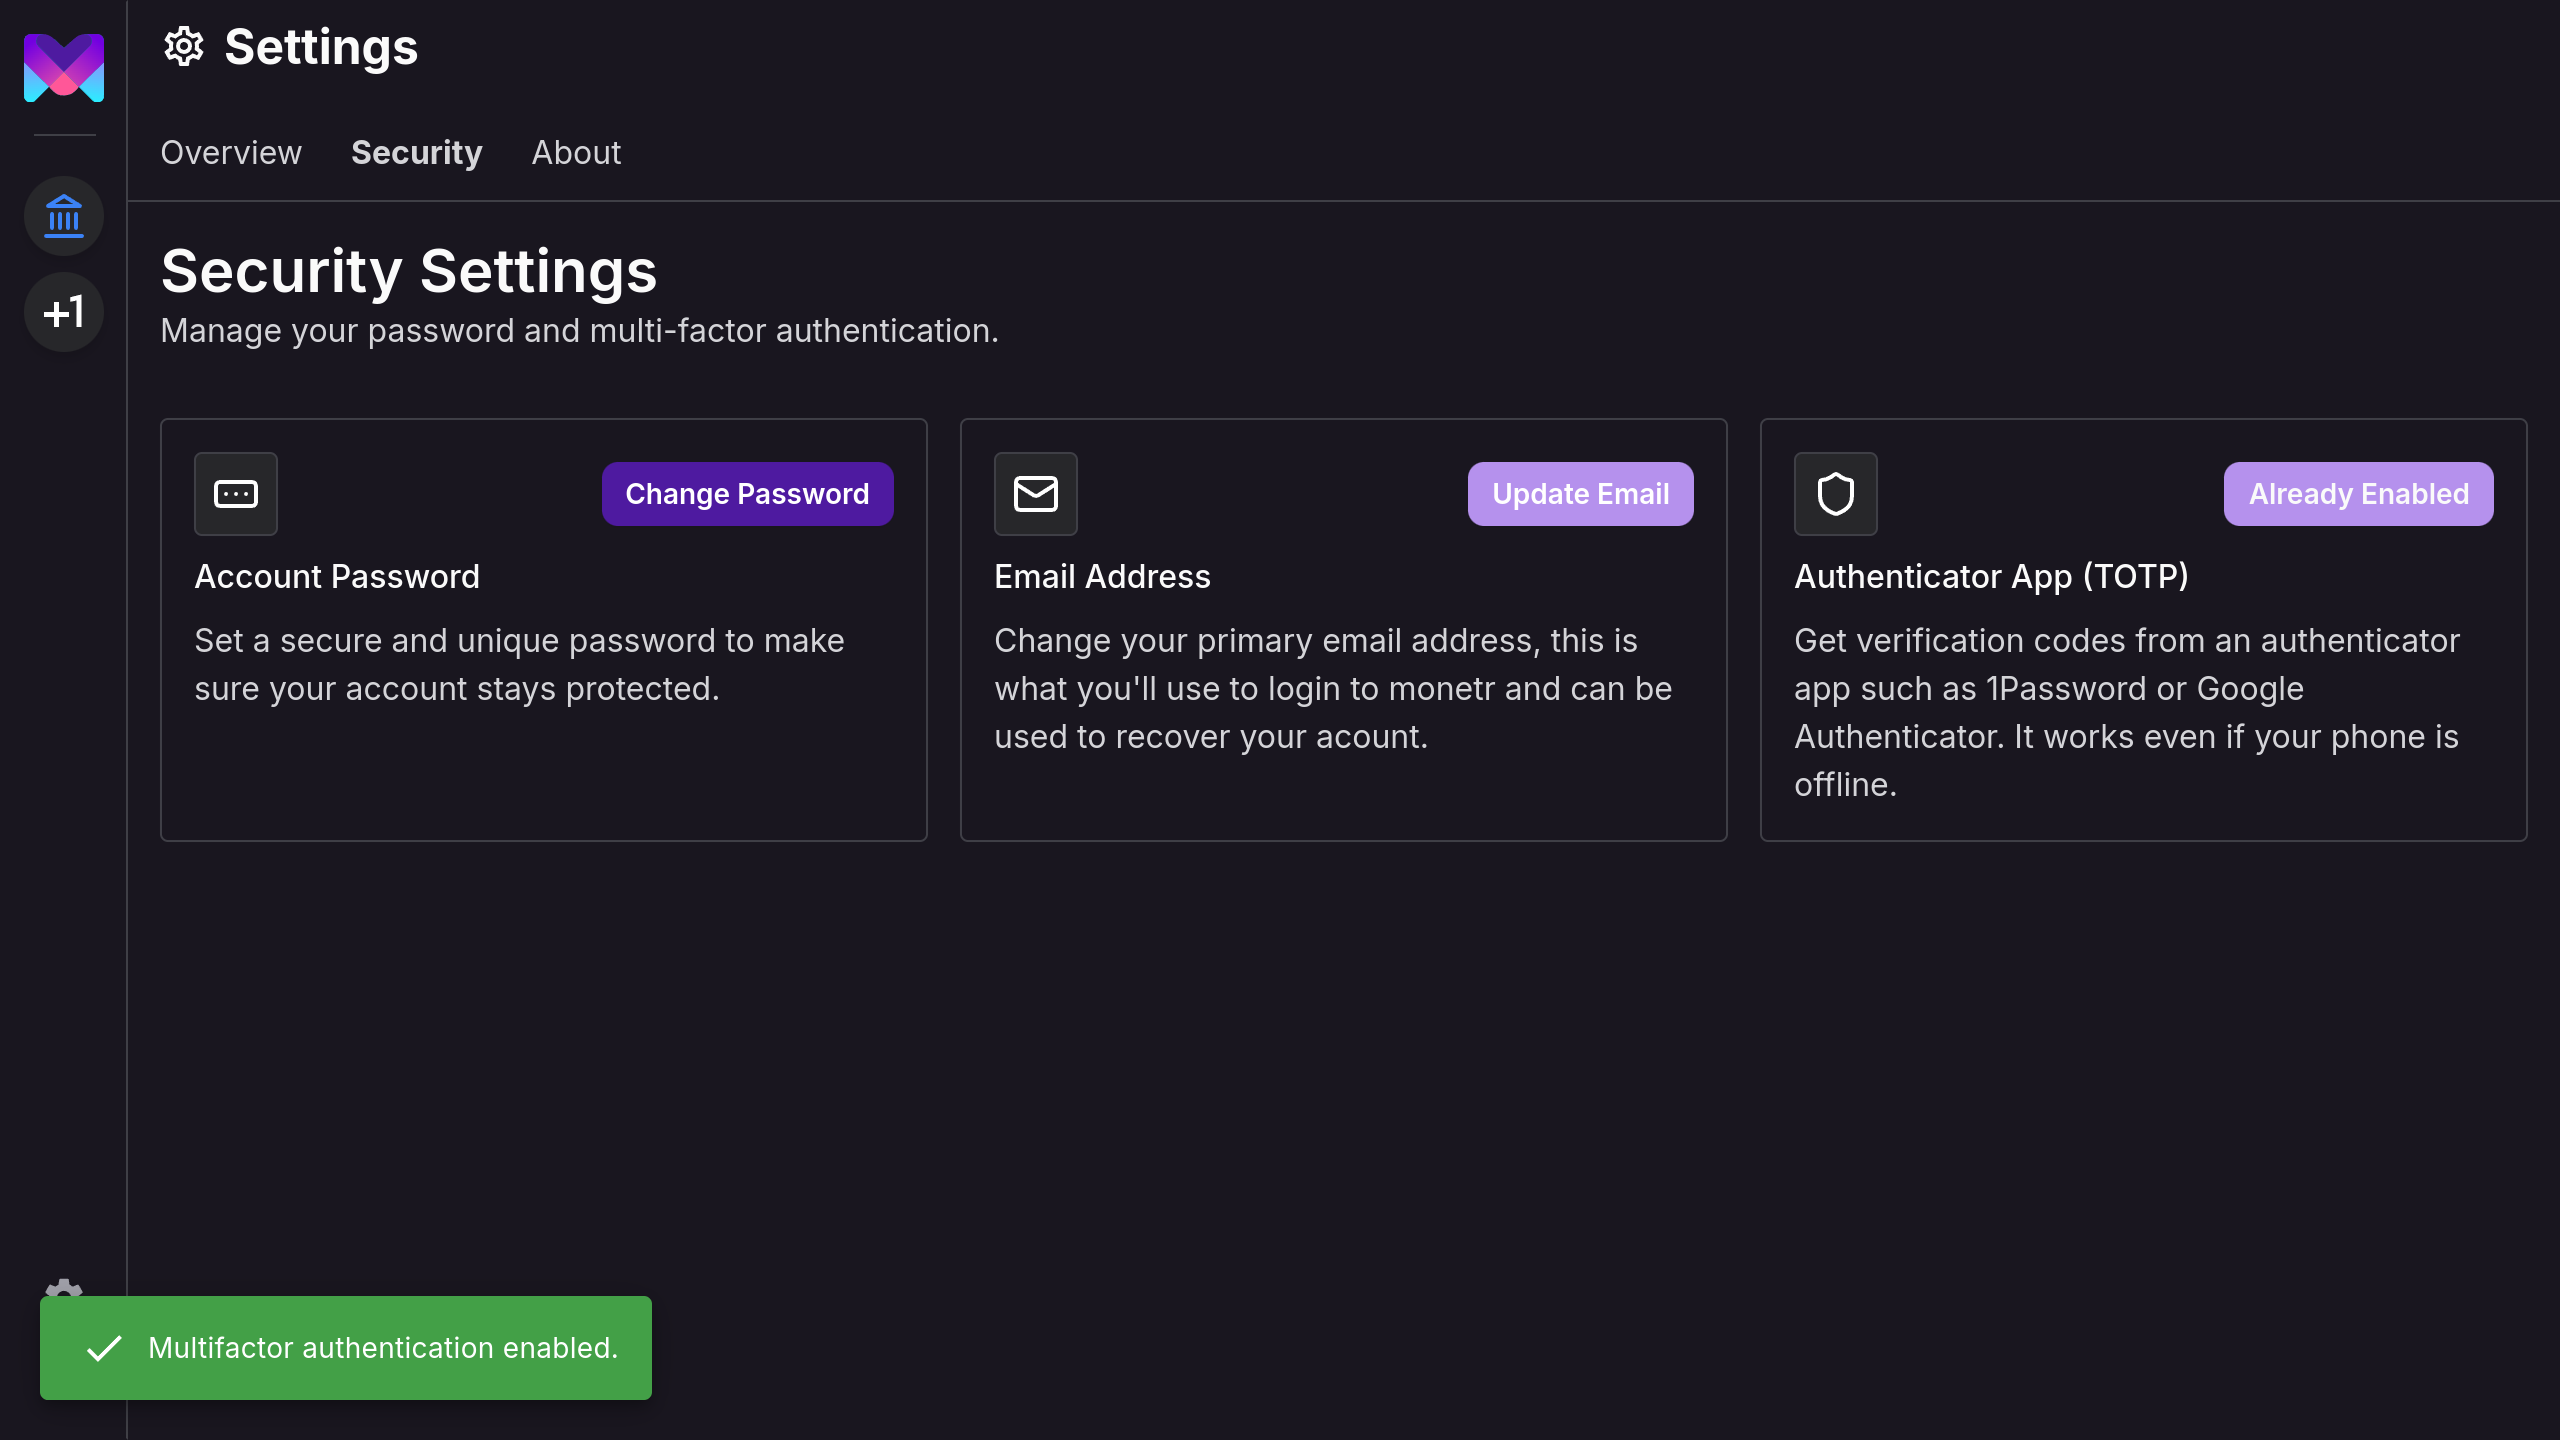 Settings
Overview
Security
About
+1
Security Settings
Manage your password and multi-factor authentication.
Change Password
Account Password
Set a secure and unique password to make
sure your account stays protected.
Update Email
Email Address
Change your primary email address, this is
what you'll use to login to monetr and can be
used to recover your acount.
Already Enabled
Authenticator App (TOTP)
Get verification codes from an authenticator
app such as 1Password or Google
Authenticator. It works even if your phone is
offline.
Multifactor authentication enabled.